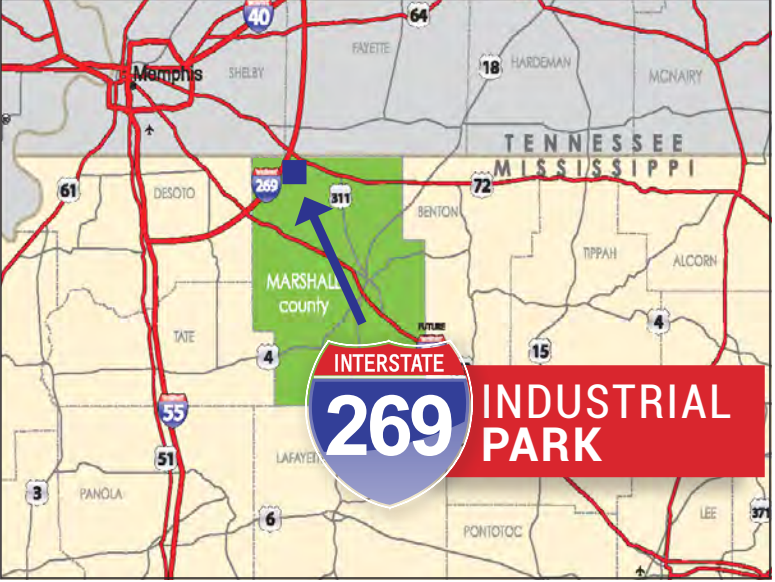 40
64
FAYETTE
18
HARDEMAN
Memphis
SHELBY
MCNAIRY
TENNESSEE
MISSISSIPPI
61
DESOTO
269
311
72
BENTON
TIPPAH
ALCORN
MARSHALL
county
FUTURE
TATE
4
4
15
INTERSTATE
269
INDUSTRIAL
PARK
55
51
LAFAYETT
3
PANOLA
6
PONTOTOC
LEE
371